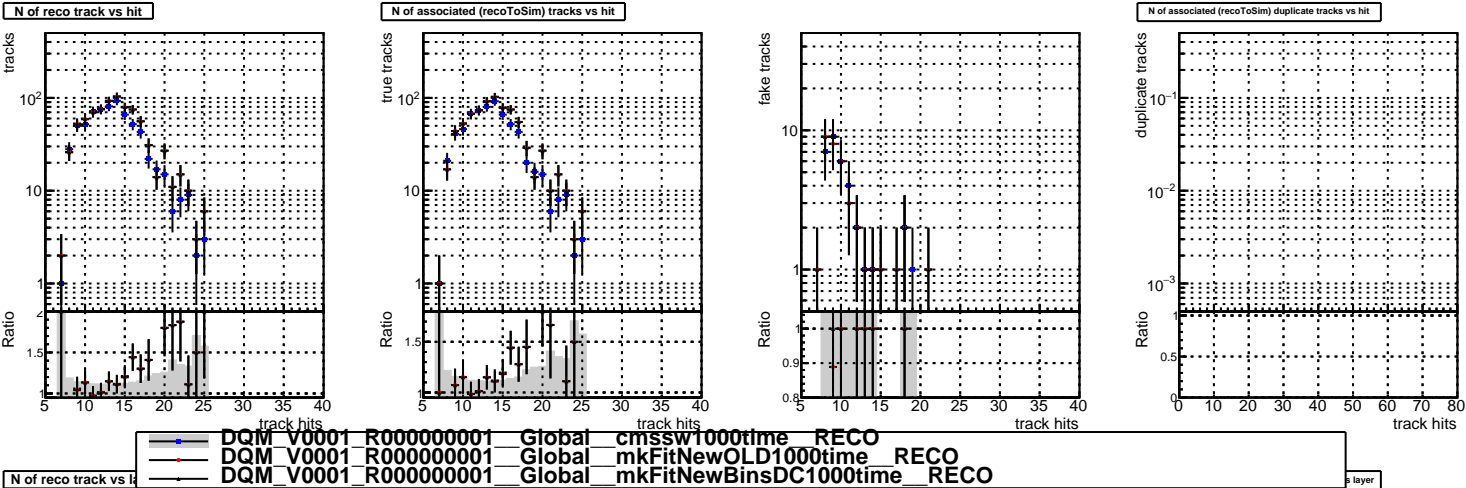 N of reco track vs hit
N of associated (recoToSim) tracks vs hit
N of associated (recoToSim) duplicate tracks vs hit
tracks
10²
10
1
Ratio
2
1.5
1
5 10 15 20 25 30 35 40
track hits
true tracks
10²
10
1
Ratio
1.5
1
5 10 15 20 25 30 35 40
track hits
fake tracks
10
1
Ratio
1
0.9
0.8
5 10 15 20 25 30 35 40
track hits
duplicate tracks
10⁻¹
10⁻²
10⁻³
Ratio
1
0.5
0
0 10 20 30 40 50 60 70 80
track hits
DQM_V0001_R000000001__Global__cmssw1000time__RECO
DQM_V0001_R000000001__Global__mkFitNewOLD1000time__RECO
DQM_V0001_R000000001__Global__mkFitNewBinsDC1000time__RECO
N of reco track vs la
s layer